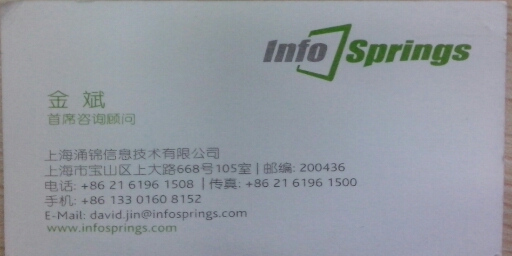 Info Springs
金 斌
首席咨询顾问
上海涌锦信息技术有限公司
上海市宝山区上大路668号105室 | 邮编: 200436
电话: +86 21 6196 1508 | 传真: +86 21 6196 1500
手机: +86 133 0160 8152
E-Mail: david.jin@infosprings.com
www.infosprings.com